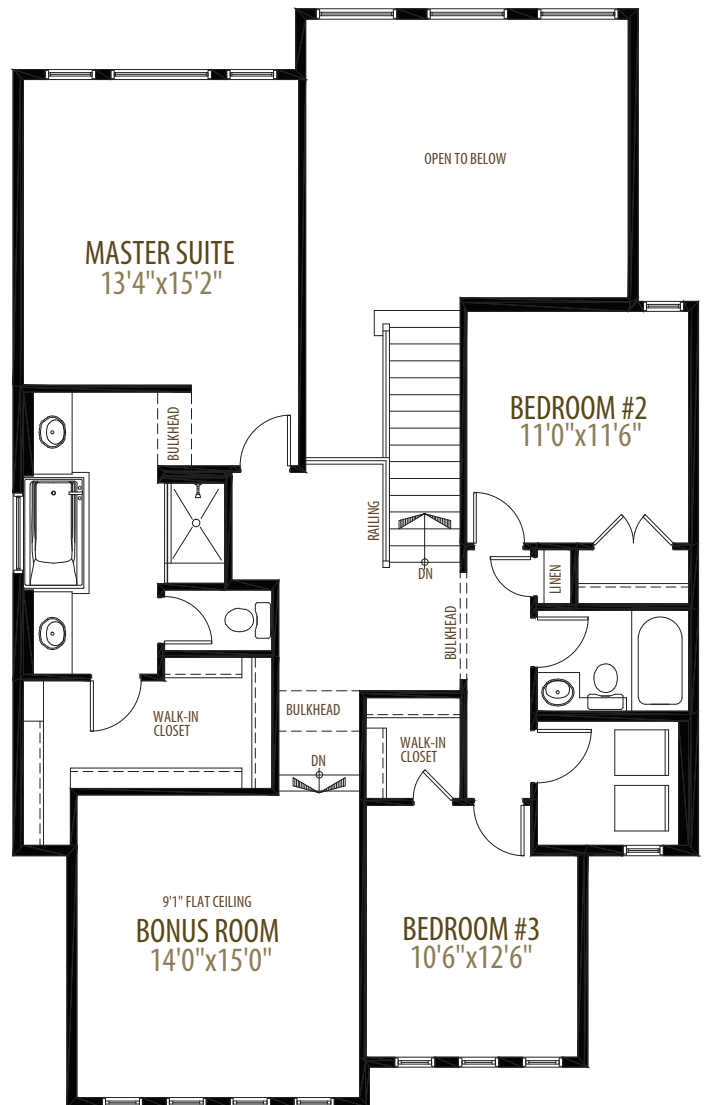 OPEN TO BELOW
MASTER SUITE
13'4"x15'2"
BEDROOM #2
11'0"x11'6"
BULKHEAD
RAILING
DN
LINEN
BULKHEAD
WALK-IN
CLOSET
BULKHEAD
DN
WALK-IN
CLOSET
9'1" FLAT CEILING
BONUS ROOM
14'0"x15'0"
BEDROOM #3
10'6"x12'6"